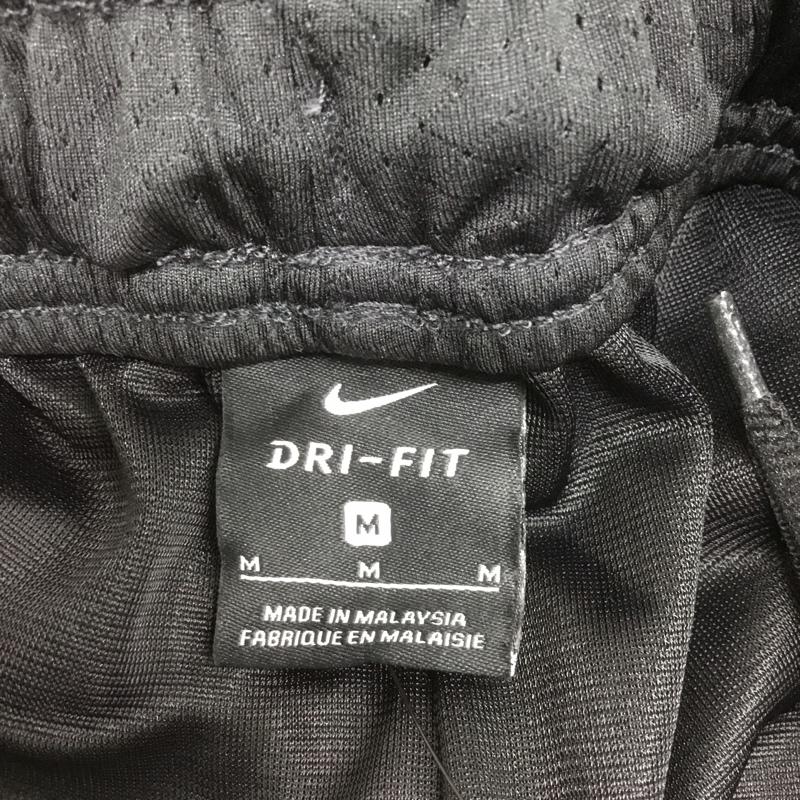 DRI-FIT
M
M M M
MADE IN MALAYSIA
FABRIQUE EN MALAISIE